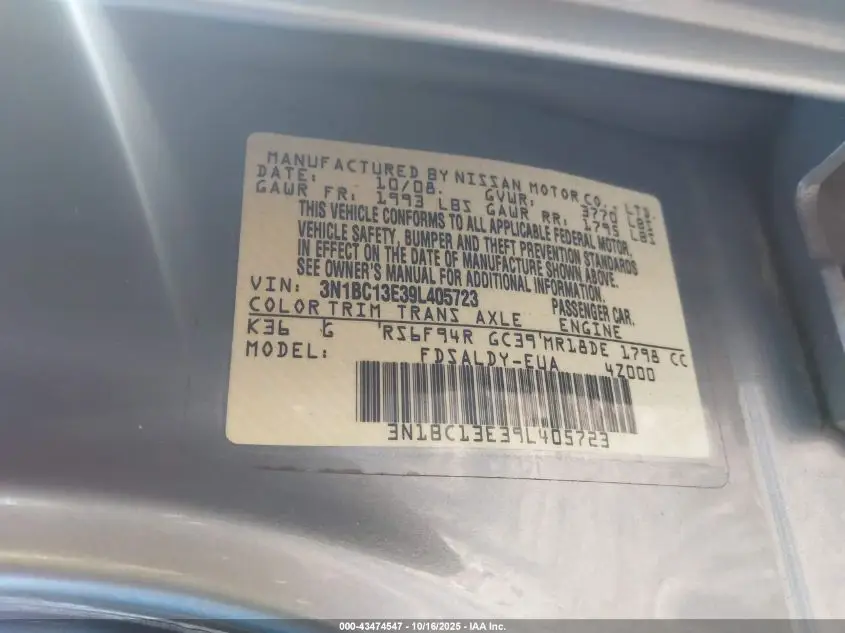 MANUFACTURED BY NISSAN MOTOR CO., LTD.
DATE: 10/08. GVWR: 3770 LBS
GAWR FR: 1993 LBS GAWR RR: 1795 LBS
THIS VEHICLE CONFORMS TO ALL APPLICABLE FEDERAL MOTOR
VEHICLE SAFETY, BUMPER AND THEFT PREVENTION STANDARDS
IN EFFECT ON THE DATE OF MANUFACTURE SHOWN ABOVE.
SEE OWNER'S MANUAL FOR ADDITIONAL INFORMATION.
VIN: 3N1BC13E39L405723 PASSENGER CAR.
COLOR TRIM TRANS AXLE ENGINE
K36 G RS6F94R GC39 MR18DE 1798 CC
MODEL: FDSALDY-EUA 4Z000
3N1BC13E39L405723
000-43474547 - 10/16/2025 - IAA Inc.